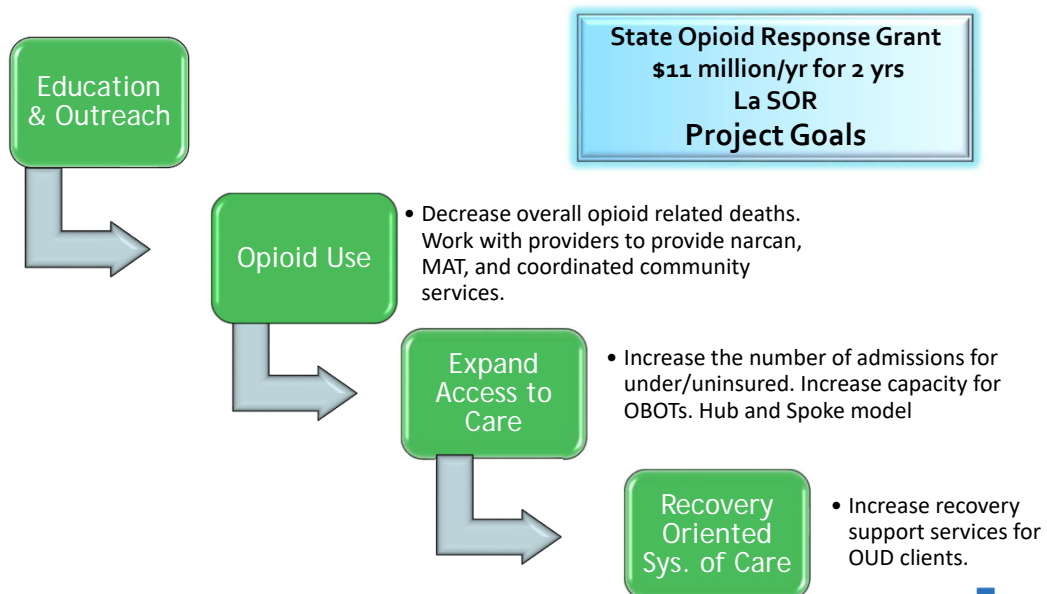 State Opioid Response Grant
$11 million/yr for 2 yrs
La SOR
Project Goals
Education
& Outreach
Opioid Use
• Decrease overall opioid related deaths.
Work with providers to provide narcan,
MAT, and coordinated community
services.
Expand
Access to
Care
• Increase the number of admissions for
under/uninsured. Increase capacity for
OBOTs. Hub and Spoke model
Recovery
Oriented
Sys. of Care
• Increase recovery
support services for
OUD clients.